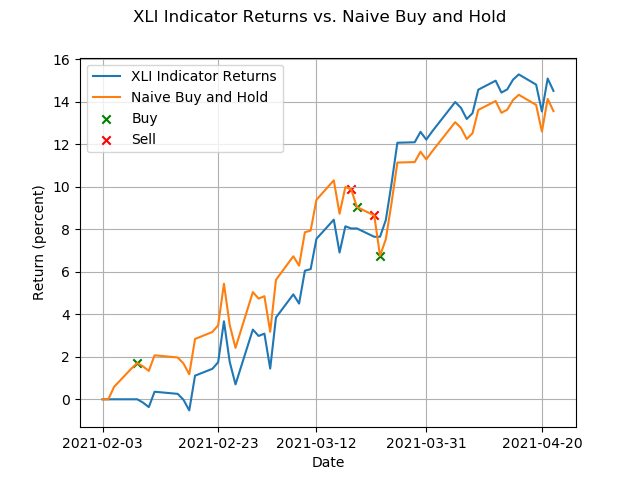 XLI Indicator Returns vs. Naive Buy and Hold
XLI Indicator Returns
Naive Buy and Hold
Buy
Sell
16
14
12
10
8
6
4
2
0
Return (percent)
2021-02-03
2021-02-23
2021-03-12
2021-03-31
2021-04-20
Date